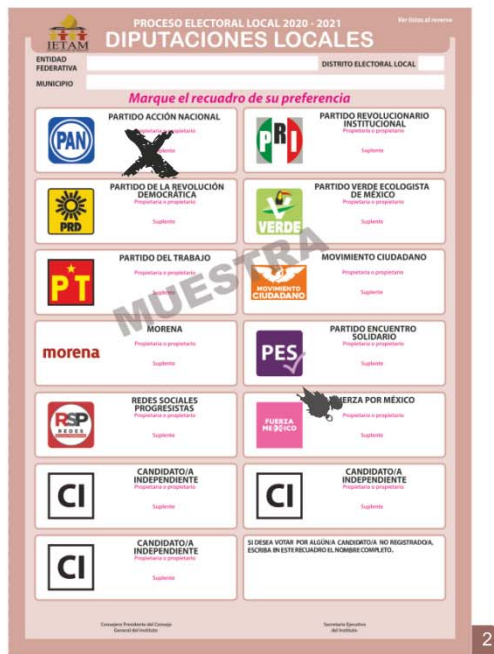 PROCESO ELECTORAL LOCAL 2020 - 2021
Ver listas al reverso
IETAM
DIPUTACIONES LOCALES
ENTIDAD
FEDERATIVA
DISTRITO ELECTORAL LOCAL
MUNICIPIO
Marque el recuadro de su preferencia
PAN
PARTIDO ACCIÓN NACIONAL
PRI
PARTIDO REVOLUCIONARIO
INSTITUCIONAL
Propietaria o propietario
Suplente
PRD
PARTIDO DE LA REVOLUCIÓN
DEMOCRÁTICA
Propietaria o propietario
Suplente
VERDE
PARTIDO VERDE ECOLOGISTA
DE MÉXICO
Propietaria o propietario
Suplente
PT
PARTIDO DEL TRABAJO
Propietaria o propietario
Suplente
MOVIMIENTO
CIUDADANO
MOVIMIENTO CIUDADANO
Propietaria o propietario
Suplente
MUESTRA
morena
MORENA
Propietaria o propietario
Suplente
PES
PARTIDO ENCUENTRO
SOLIDARIO
Propietaria o propietario
Suplente
RSP
REDES
REDES SOCIALES
PROGRESISTAS
Propietaria o propietario
Suplente
FUERZA
MEXICO
POR MÉXICO
Propietaria o propietario
Suplente
CI
CANDIDATO/A
INDEPENDIENTE
Propietaria o propietario
Suplente
CI
CANDIDATO/A
INDEPENDIENTE
Propietaria o propietario
Suplente
CI
CANDIDATO/A
INDEPENDIENTE
Propietaria o propietario
Suplente
SI DESEA VOTAR POR ALGÚN/A CANDIDATO/A NO REGISTRADO/A,
ESCRIBA EN ESTE RECUADRO EL NOMBRE COMPLETO.
Consejero Presidente del Consejo
General del Instituto
Secretario Ejecutivo
del Instituto
2